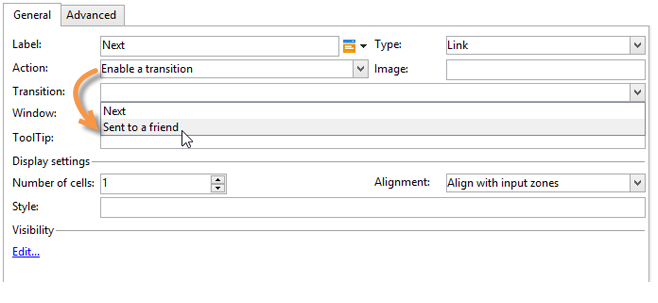 General Advanced
Label: Next Type: Link
Action: Enable a transition Image:
Transition:
Window: Next
Sent to a friend
ToolTip:
Display settings
Number of cells: 1 Alignment: Align with input zones
Style:
Visibility
Edit...